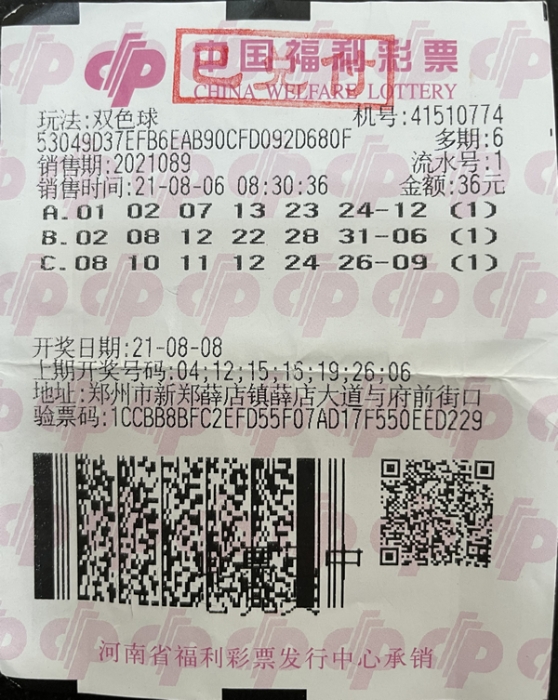 中国福利彩票
已兑付
CHINA WELFARE LOTTERY
玩法:双色球 机号:41510774
53049D37EFB6EAB90CFD092D680F 多期:6
销售期:2021089 流水号:1
销售时间:21-08-06 08:30:36 金额:36元
A.01 02 07 13 23 24-12 (1)
B.02 08 12 22 28 31-06 (1)
C.08 10 11 12 24 26-09 (1)
开奖日期:21-08-08
上期开奖号码:04;12;15;16;19;26;06
地址:郑州市新郑薛店镇薛店大道与府前街口
验票码:1CCBB8BFC2EFD55F07AD17F550EED229
河南省福利彩票发行中心承销